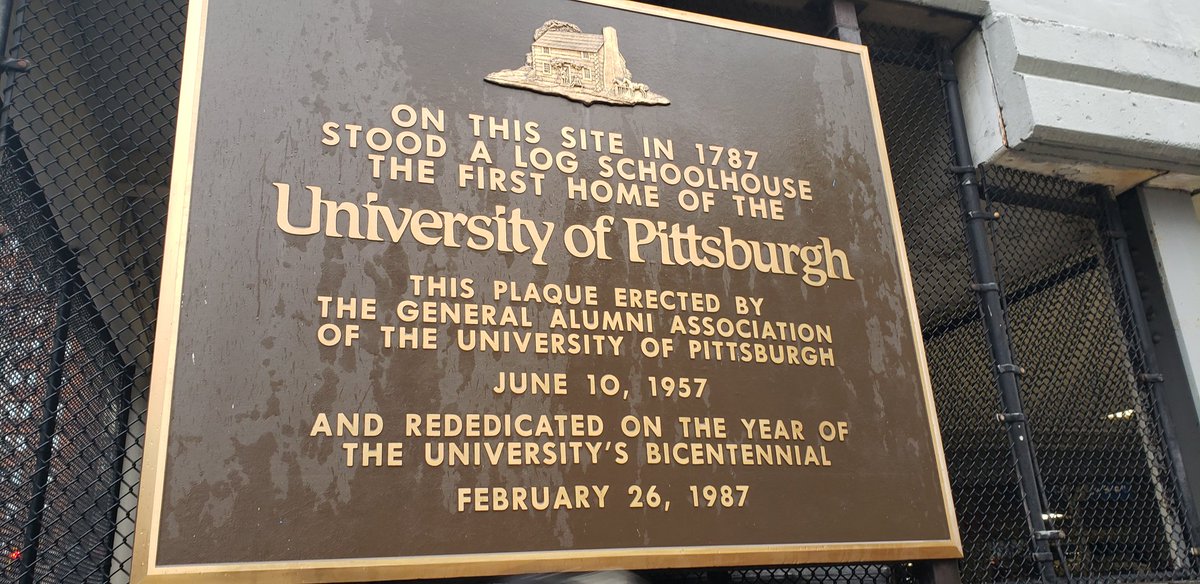 ON THIS SITE IN 1787
STOOD A LOG SCHOOLHOUSE
THE FIRST HOME OF THE
University of Pittsburgh
THIS PLAQUE ERECTED BY
THE GENERAL ALUMNI ASSOCIATION
OF THE UNIVERSITY OF PITTSBURGH
JUNE 10, 1957
AND REDEDICATED ON THE YEAR OF
THE UNIVERSITY'S BICENTENNIAL
FEBRUARY 26, 1987